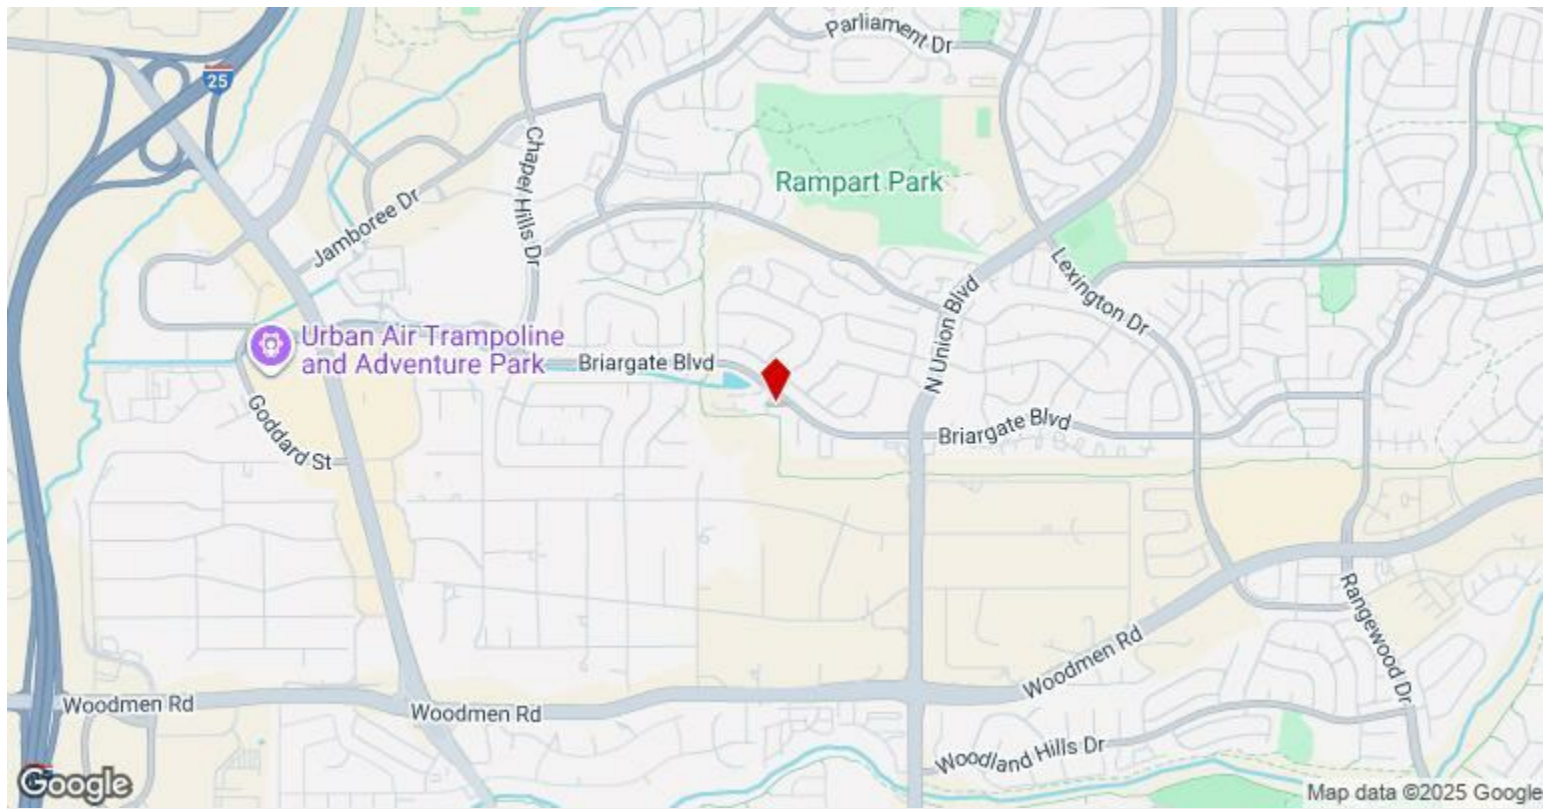 Parliament Dr
25
Chapel Hills Dr
Rampart Park
Jamboree Dr
Lexington Dr
N Union Blvd
Urban Air Trampoline
and Adventure Park
Briargate Blvd
Goddard St
Briargate Blvd
Rangewood Dr
Woodmen Rd
Woodmen Rd
Woodmen Rd
Woodland Hills Dr
Google
Map data ©2025 Google